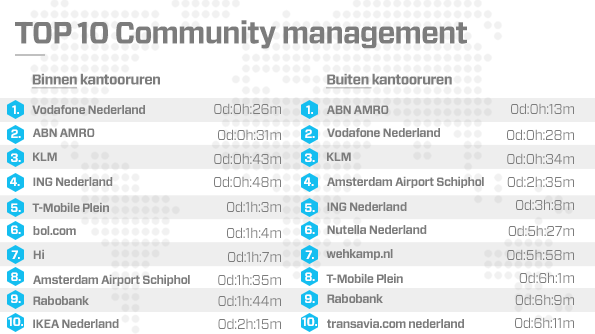 TOP 10 Community management
Binnen kantooruren
1. Vodafone Nederland 0d:0h:26m
2. ABN AMRO 0d:0h:31m
3. KLM 0d:0h:43m
4. ING Nederland 0d:0h:48m
5. T-Mobile Plein 0d:1h:3m
6. bol.com 0d:1h:4m
7. Hi 0d:1h:7m
8. Amsterdam Airport Schiphol 0d:1h:35m
9. Rabobank 0d:1h:44m
10. IKEA Nederland 0d:2h:15m
Buiten kantooruren
1. ABN AMRO 0d:0h:13m
2. Vodafone Nederland 0d:0h:28m
3. KLM 0d:0h:34m
4. Amsterdam Airport Schiphol 0d:2h:35m
5. ING Nederland 0d:3h:8m
6. Nutella Nederland 0d:5h:27m
7. wehkamp.nl 0d:5h:58m
8. T-Mobile Plein 0d:6h:1m
9. Rabobank 0d:6h:9m
10. transavia.com nederland 0d:6h:11m